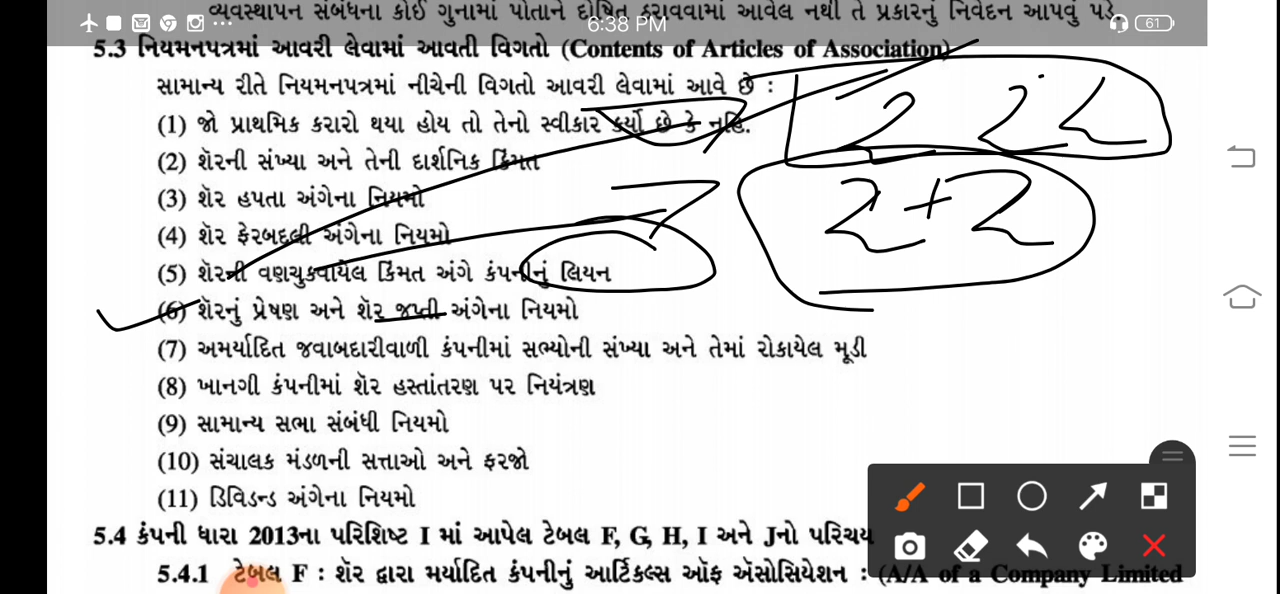 વ્યવસ્થાપન સંબંધના કોઈ ગુનામાં પોતાને દોષિત ઠરાવવામાં આવેલ નથી તે પ્રકારનું નિવેદન આપવું પડે.
6:38 PM
61
5.3 નિયમનપત્રમાં આવરી લેવામાં આવતી વિગતો (Contents of Articles of Association)
સામાન્ય રીતે નિયમનપત્રમાં નીચેની વિગતો આવરી લેવામાં આવે છે :
(1) જો પ્રાથમિક કરારો થયા હોય તો તેનો સ્વીકાર કર્યો છે કે નહિ.
(2) શૅરની સંખ્યા અને તેની દાર્શનિક કિંમત
(3) શૅર હપતા અંગેના નિયમો
(4) શૅર ફેરબદલી અંગેના નિયમો
2+2
(5) શૅરની વણચુકવાયેલ કિંમત અંગે કંપનીનું લિયન
(6) શૅરનું પ્રેષણ અને શૅર જપ્તી અંગેના નિયમો
(7) અમર્યાદિત જવાબદારીવાળી કંપનીમાં સભ્યોની સંખ્યા અને તેમાં રોકાયેલ મૂડી
(8) ખાનગી કંપનીમાં શૅર હસ્તાંતરણ પર નિયંત્રણ
(9) સામાન્ય સભા સંબંધી નિયમો
(10) સંચાલક મંડળની સત્તાઓ અને ફરજો
(11) ડિવિડન્ડ અંગેના નિયમો
5.4 કંપની ધારા 2013ના પરિશિષ્ટ I માં આપેલ ટેબલ F, G, H, I અને Jનો પરિચય
5.4.1 ટેબલ F : શૅર દ્વારા મર્યાદિત કંપનીનું આર્ટિકલ્સ ઑફ ઍસોસિયેશન : (A/A of a Company Limited